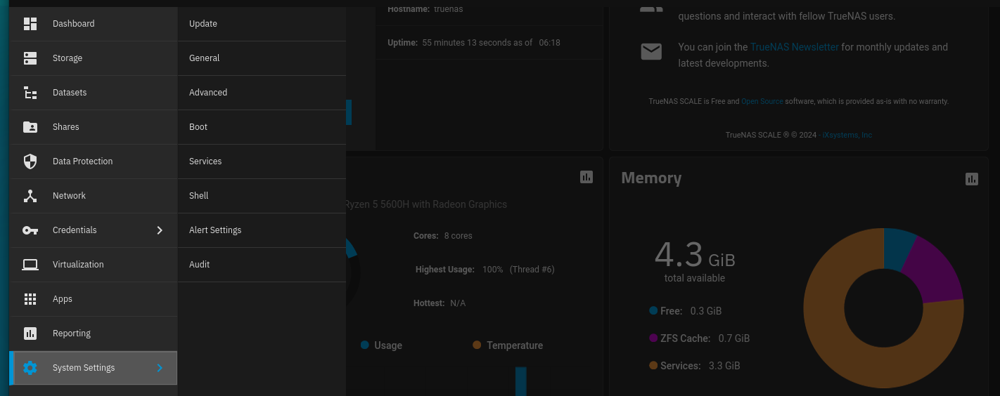 Dashboard
Storage
Datasets
Shares
Data Protection
Network
Credentials
Virtualization
Apps
Reporting
System Settings
Update
General
Advanced
Boot
Services
Shell
Alert Settings
Audit
Hostname: truenas
Uptime: 55 minutes 13 seconds as of 06:18
questions and interact with fellow TrueNAS users.
You can join the TrueNAS Newsletter for monthly updates and
latest developments.
TrueNAS SCALE is Free and Open Source software, which is provided as-is with no warranty.
TrueNAS SCALE ® © 2024 - iXsystems, Inc
Ryzen 5 5600H with Radeon Graphics
Cores: 8 cores
Highest Usage: 100% (Thread #6)
Hottest: N/A
Usage
Temperature
Memory
4.3 GiB
total available
Free: 0.3 GiB
ZFS Cache: 0.7 GiB
Services: 3.3 GiB